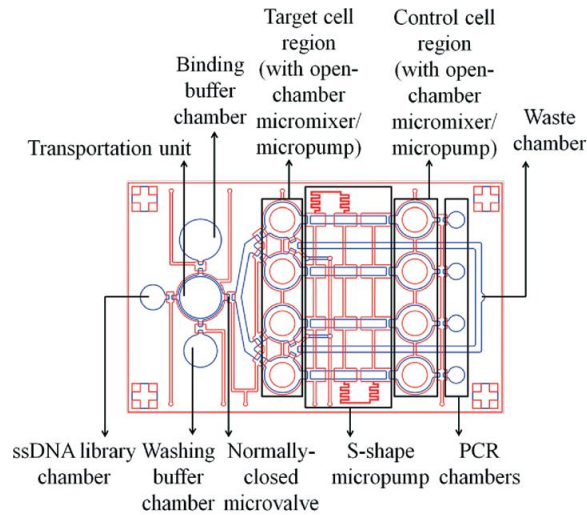 Target cell
region
(with open-
chamber
micromixer/
micropump)
Control cell
region
(with open-
chamber
micromixer/
micropump)
Binding
buffer
chamber
Waste
chamber
Transportation unit
ssDNA library
chamber
Washing
buffer
chamber
Normally-
closed
microvalve
S-shape
micropump
PCR
chambers